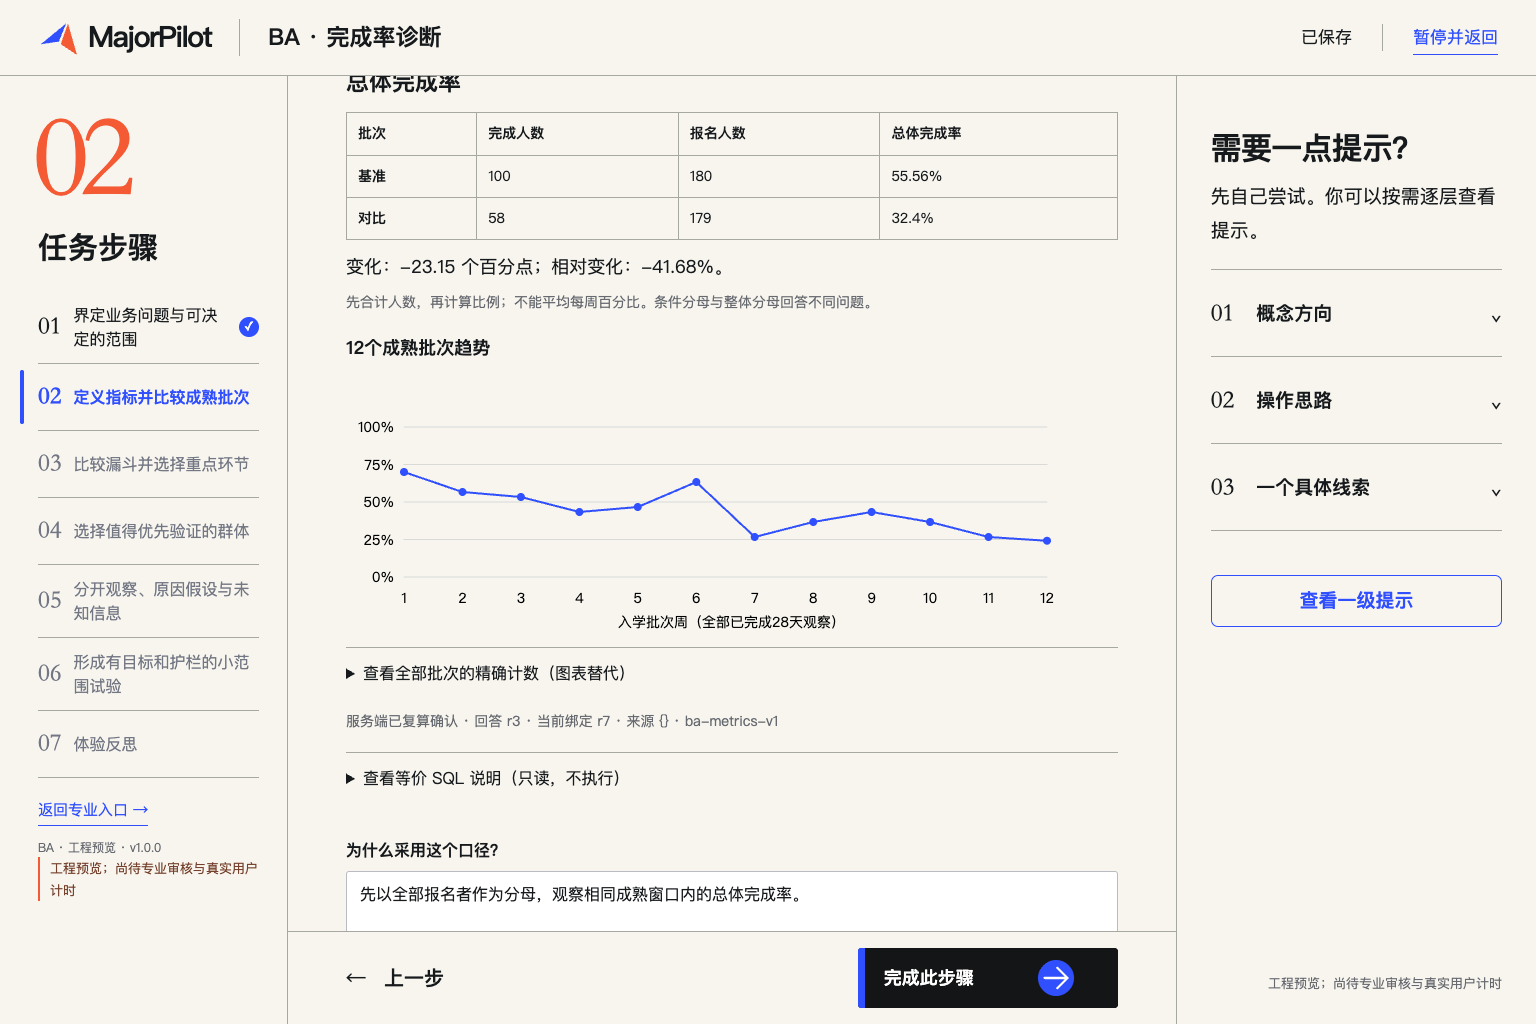 MajorPilot
BA · 完成率诊断
已保存
暂停并返回
02
任务步骤
01 界定业务问题与可决
定的范围
02 定义指标并比较成熟批次
03 比较漏斗并选择重点环节
04 选择值得优先验证的群体
05 分开观察、原因假设与未
知信息
06 形成有目标和护栏的小范
围试验
07 体验反思
返回专业入口 →
BA · 工程预览 · v1.0.0
工程预览；尚待专业审核与真实用户
计时
总体完成率
批次 完成人数 报名人数 总体完成率
基准 100 180 55.56%
对比 58 179 32.4%
变化：-23.15 个百分点；相对变化：-41.68%。
先合计人数，再计算比例；不能平均每周百分比。条件分母与整体分母回答不同问题。
12个成熟批次趋势
100%
75%
50%
25%
0%
1 2 3 4 5 6 7 8 9 10 11 12
入学批次周（全部已完成28天观察）
▶ 查看全部批次的精确计数（图表替代）
服务端已复算确认 · 回答 r3 · 当前绑定 r7 · 来源 {} · ba-metrics-v1
▶ 查看等价 SQL 说明（只读，不执行）
为什么采用这个口径?
先以全部报名者作为分母，观察相同成熟窗口内的总体完成率。
← 上一步
完成此步骤 →
需要一点提示?
先自己尝试。你可以按需逐层查看
提示。
01 概念方向
02 操作思路
03 一个具体线索
查看一级提示
工程预览；尚待专业审核与真实用户计时